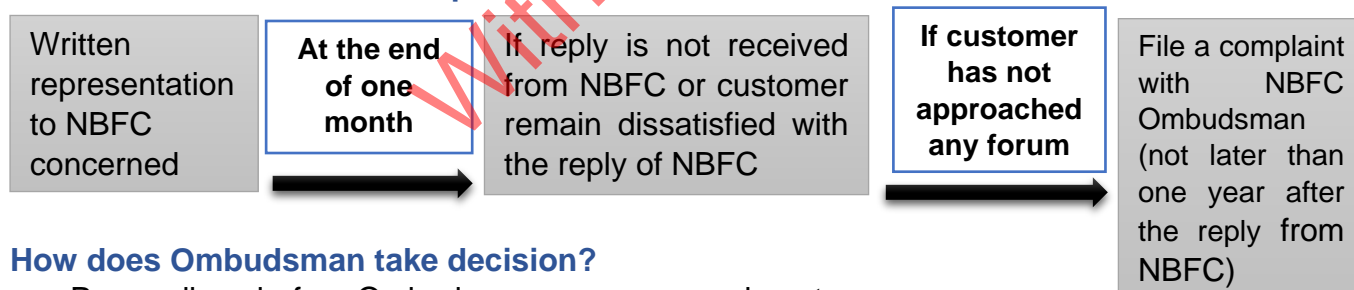 Written
representation
to NBFC
concerned
At the end
of one
month
If reply is not received
from NBFC or customer
remain dissatisfied with
the reply of NBFC
If customer
has not
approached
any forum
File a complaint
with NBFC
Ombudsman
(not later than
one year after
the reply from
NBFC)
How does Ombudsman take decision?